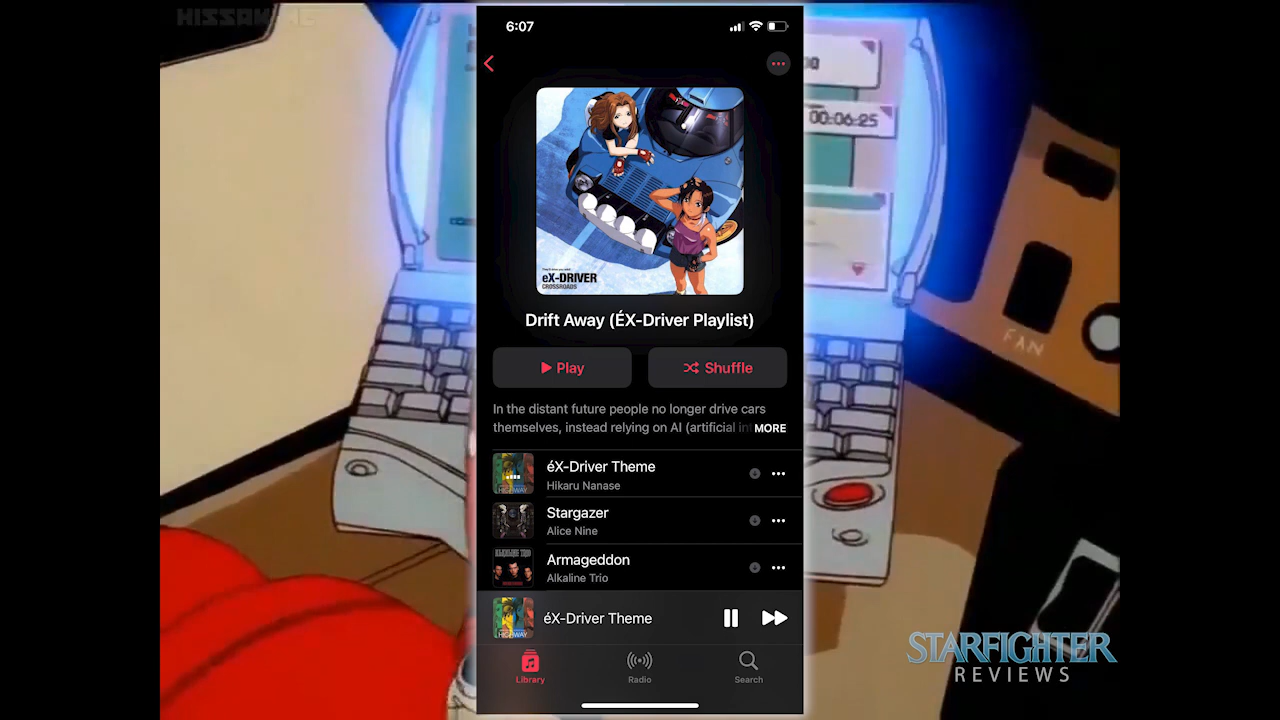 6:07
eX-DRIVER
CROSSROADS
Drift Away (ÉX-Driver Playlist)
Play
Shuffle
In the distant future people no longer drive cars
themselves, instead relying on AI (artificial in MORE
éX-Driver Theme
Hikaru Nanase
Stargazer
Alice Nine
Armageddon
Alkaline Trio
HIGHWAY
éX-Driver Theme
Library
Radio
Search
00:06:25
FAN
STARFIGHTER
REVIEWS